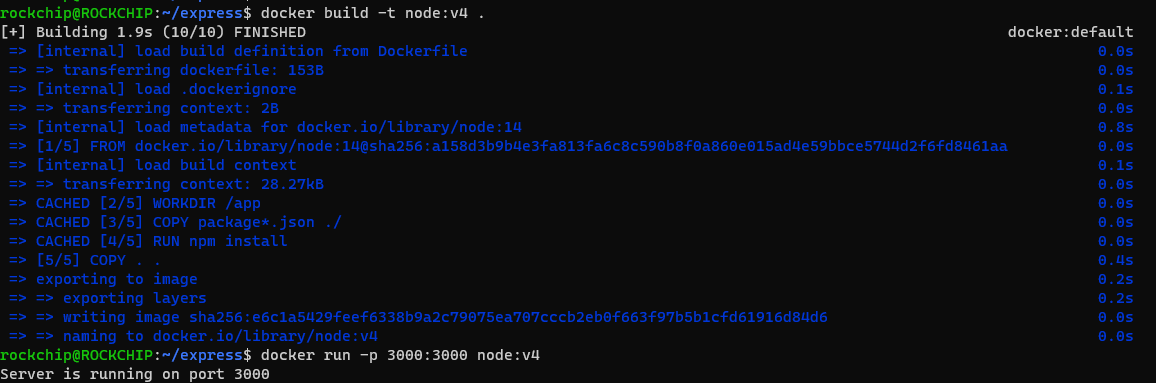 rockchip@ROCKCHIP:~/express$ docker build -t node:v4 .
[+] Building 1.9s (10/10) FINISHED docker:default
=> [internal] load build definition from Dockerfile 0.0s
=> => transferring dockerfile: 153B 0.0s
=> [internal] load .dockerignore 0.1s
=> => transferring context: 2B 0.0s
=> [internal] load metadata for docker.io/library/node:14 0.8s
=> [1/5] FROM docker.io/library/node:14@sha256:a158d3b9b4e3fa813fa6c8c590b8f0a860e015ad4e59bbce5744d2f6fd8461aa 0.0s
=> [internal] load build context 0.1s
=> => transferring context: 28.27kB 0.0s
=> CACHED [2/5] WORKDIR /app 0.0s
=> CACHED [3/5] COPY package*.json ./ 0.0s
=> CACHED [4/5] RUN npm install 0.0s
=> [5/5] COPY . . 0.4s
=> exporting to image 0.2s
=> => exporting layers 0.2s
=> => writing image sha256:e6c1a5429feef6338b9a2c79075ea707cccb2eb0f663f97b5b1cfd61916d84d6 0.0s
=> => naming to docker.io/library/node:v4 0.0s
rockchip@ROCKCHIP:~/express$ docker run -p 3000:3000 node:v4
Server is running on port 3000